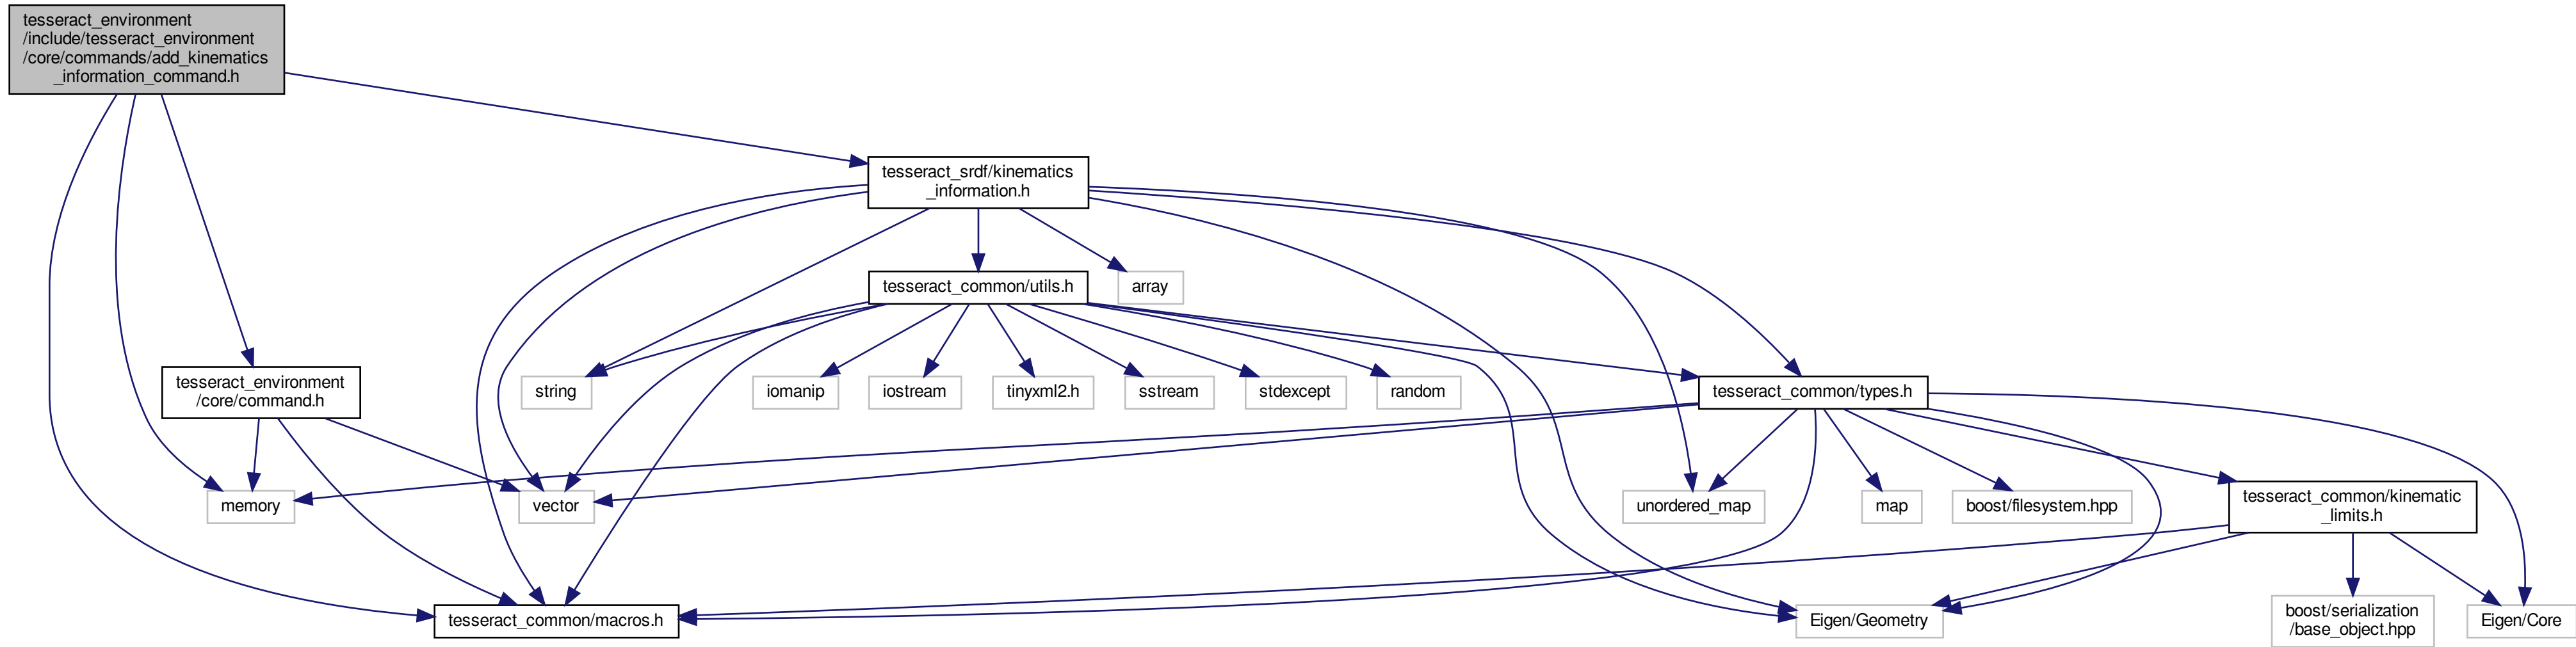 tesseract_environment
/include/tesseract_environment
/core/commands/add_kinematics
_information_command.h
tesseract_srdf/kinematics
_information.h
tesseract_common/utils.h
array
tesseract_environment
/core/command.h
string
iomanip
iostream
tinyxml2.h
sstream
stdexcept
random
tesseract_common/types.h
memory
vector
unordered_map
map
boost/filesystem.hpp
tesseract_common/kinematic
_limits.h
tesseract_common/macros.h
Eigen/Geometry
boost/serialization
/base_object.hpp
Eigen/Core